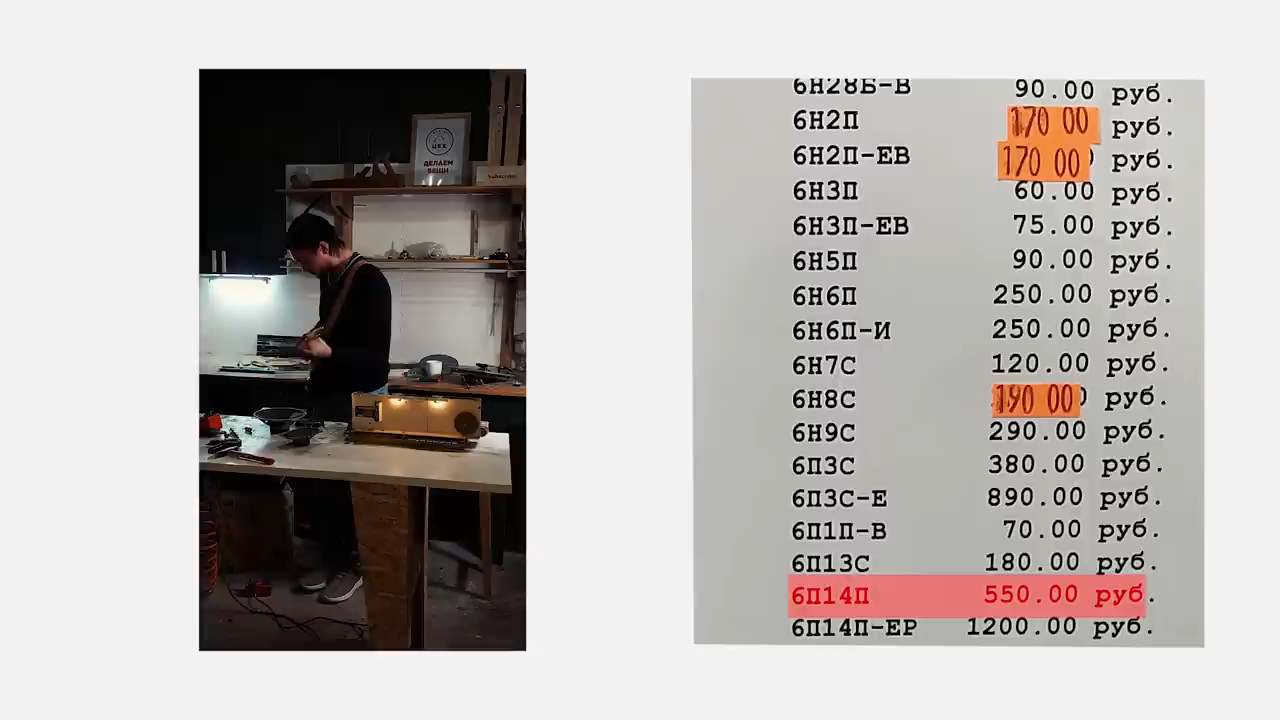 ЦЕХ
ДЕЛАЕМ
ВЕЩИ
6Н28Б-В 90.00 руб.
6Н2П 170 00 руб.
6Н2П-ЕВ 170 00 руб.
6Н3П 60.00 руб.
6Н3П-ЕВ 75.00 руб.
6Н5П 90.00 руб.
6Н6П 250.00 руб.
6Н6П-И 250.00 руб.
6Н7С 120.00 руб.
6Н8С 190 00 руб.
6Н9С 290.00 руб.
6П3С 380.00 руб.
6П3С-Е 890.00 руб.
6П1П-В 70.00 руб.
6П13С 180.00 руб.
6П14П 550.00 руб.
6П14П-ЕР 1200.00 руб.